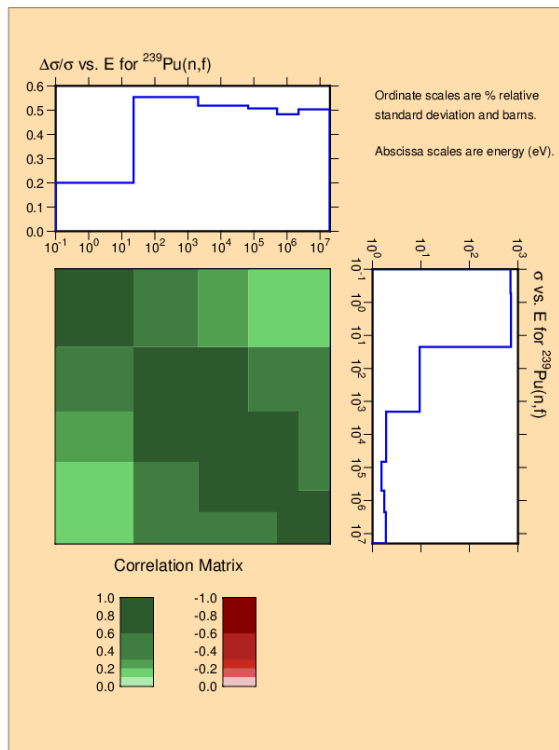 Δσ/σ vs. E for ²³⁹Pu(n,f)
Ordinate scales are % relative
standard deviation and barns.
Abscissa scales are energy (eV).
0.6
0.5
0.4
0.3
0.2
0.1
0.0
10⁻¹ 10⁰ 10¹ 10² 10³ 10⁴ 10⁵ 10⁶ 10⁷
10⁰ 10¹ 10² 10³
σ vs. E for ²³⁹Pu(n,f)
10⁻¹
10⁰
10¹
10²
10³
10⁴
10⁵
10⁶
10⁷
Correlation Matrix
1.0 -1.0
0.8 -0.8
0.6 -0.6
0.4 -0.4
0.2 -0.2
0.0 0.0